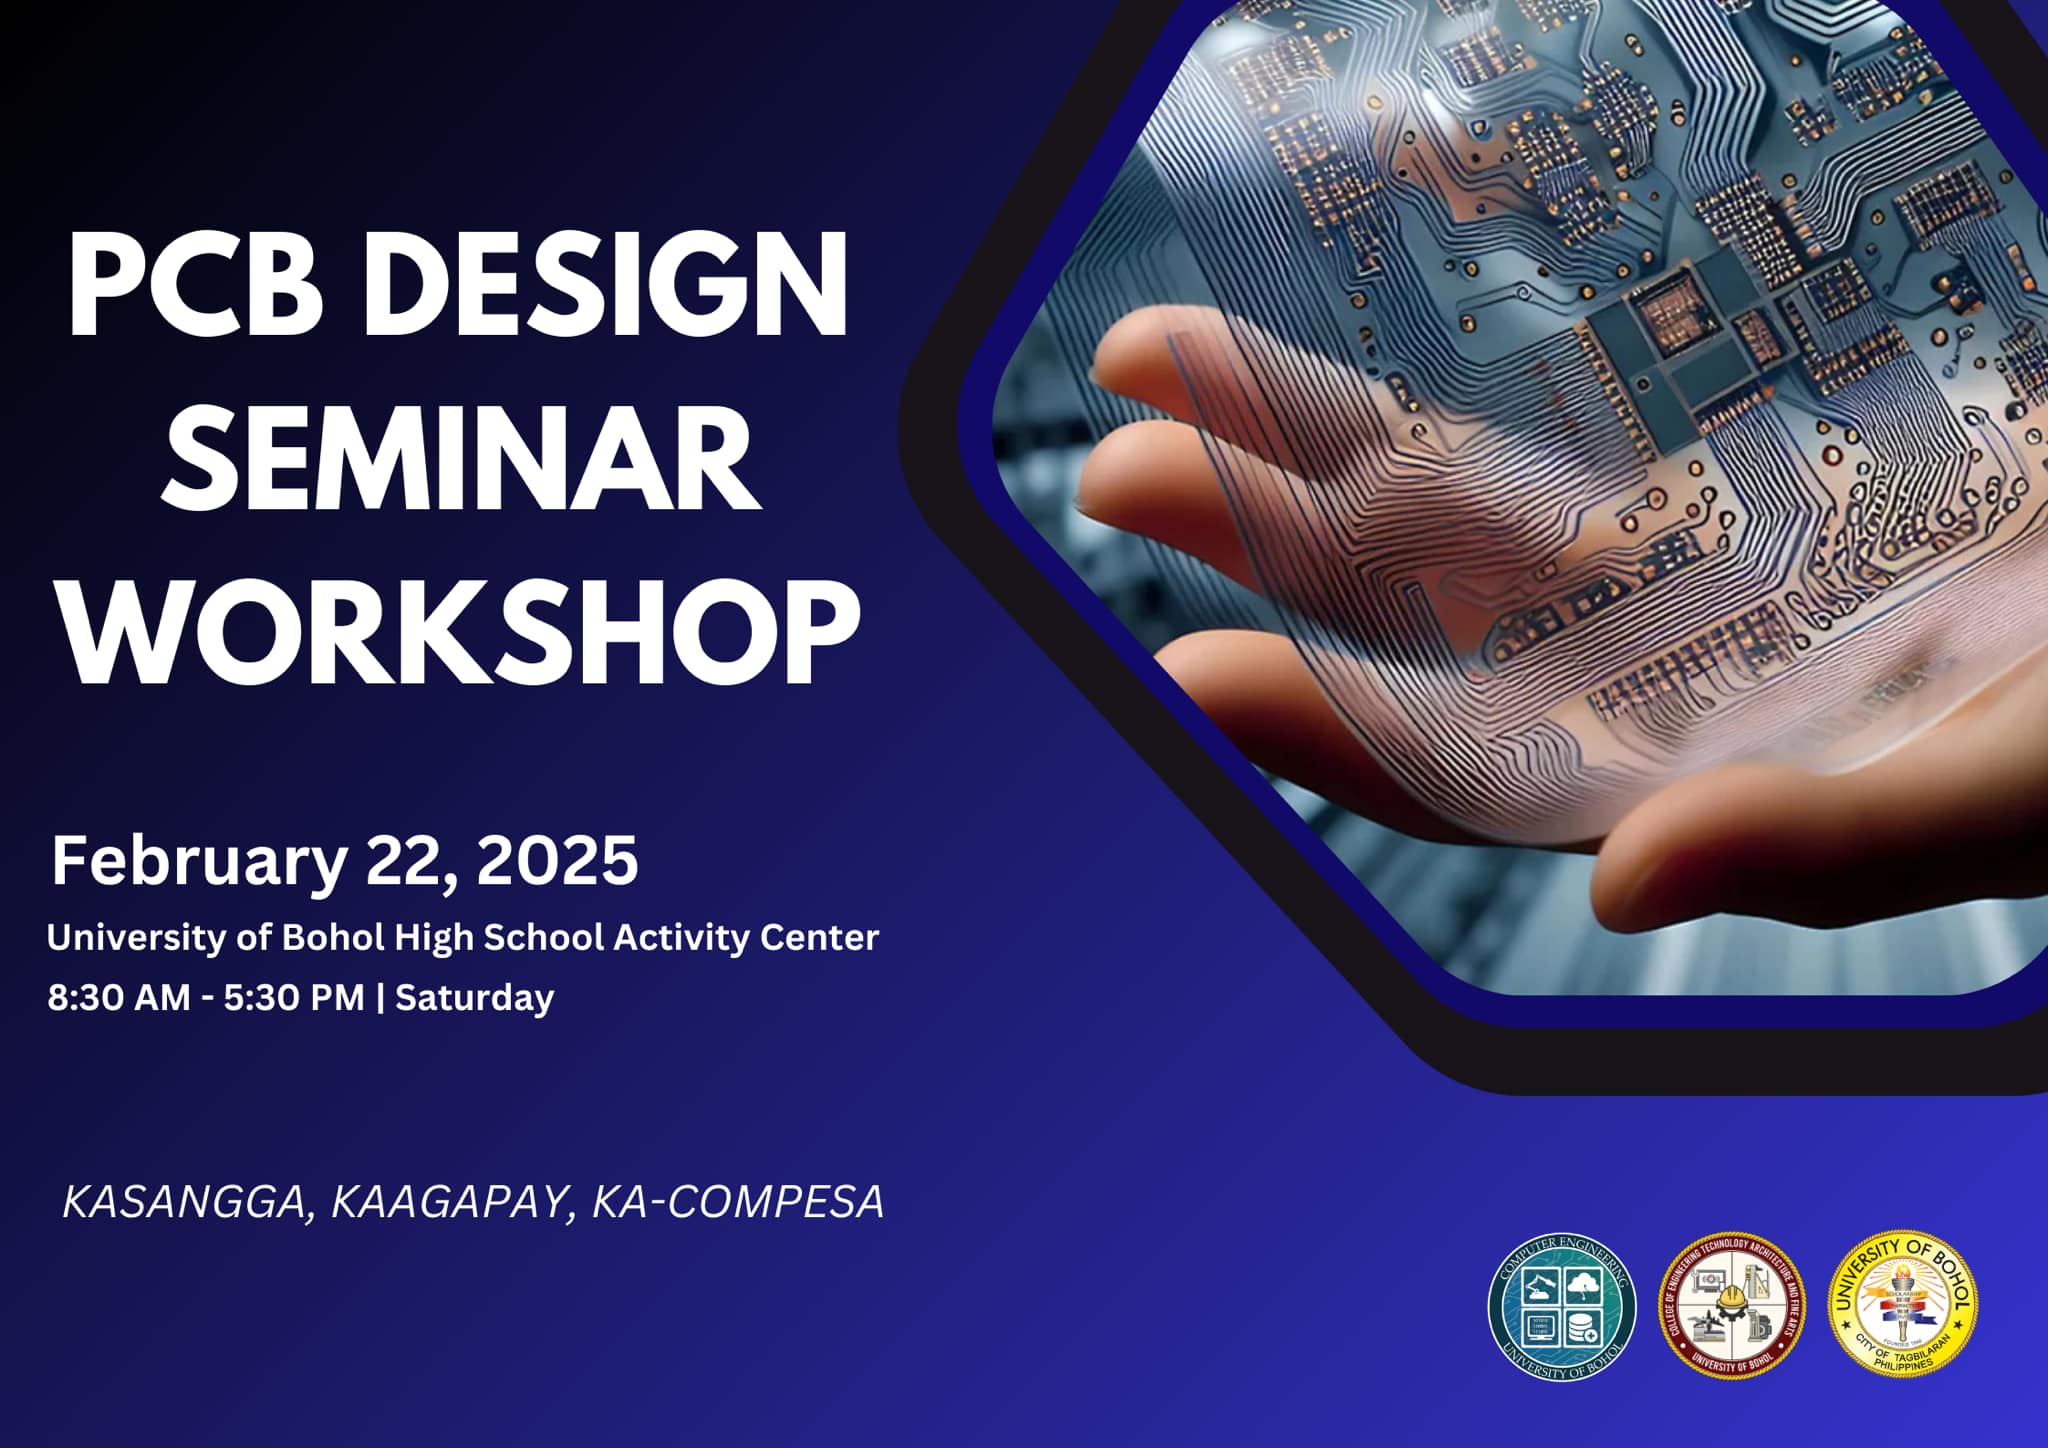 PCB DESIGN
SEMINAR
WORKSHOP
February 22, 2025
University of Bohol High School Activity Center
8:30 AM - 5:30 PM | Saturday
KASANGGA, KAAGAPAY, KA-COMPESA
COMPUTER ENGINEERING
UNIVERSITY OF BOHOL
COLLEGE OF ENGINEERING TECHNOLOGY ARCHITECTURE AND FINE ARTS
UNIVERSITY OF BOHOL
UNIVERSITY OF BOHOL
SCHOLARSHIP
CHARACTER
CITY OF TAGBILARAN
PHILIPPINES